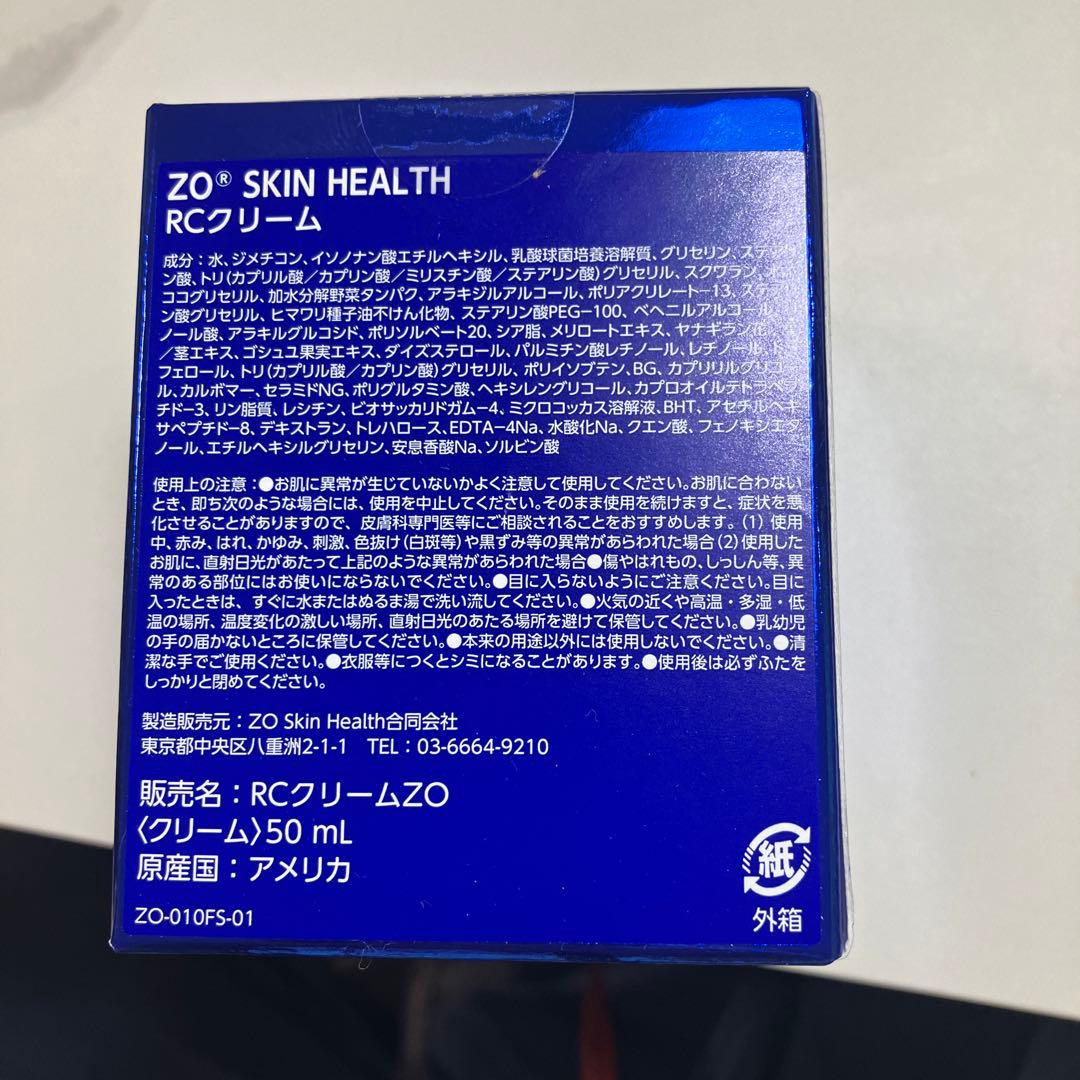 ZO® SKIN HEALTH
RCクリーム
成分：水、ジメチコン、イソノナン酸エチルヘキシル、乳酸球菌培養溶解質、グリセリン、ステアリ
ン酸、トリ(カプリル酸／カプリン酸／ミリスチン酸／ステアリン酸)グリセリル、スクワラン、
ココグリセリル、加水分解野菜タンパク、アラキジルアルコール、ポリアクリレート－13、ステア
酸グリセリル、ヒマワリ種子油不けん化物、ステアリン酸PEG－100、ベヘニルアルコール、
ノール酸、アラキルグルコシド、ポリソルベート20、シア脂、メリロートエキス、ヤナギラン花
／茎エキス、ゴシュユ果実エキス、ダイズステロール、パルミチン酸レチノール、レチノール、ト
フェロール、トリ(カプリル酸／カプリン酸)グリセリル、ポリイソブテン、BG、カプリリルグリコ
ル、カルボマー、セラミドNG、ポリグルタミン酸、ヘキシレングリコール、カプロオイルテトラペプ
チド－3、リン脂質、レシチン、ビオサッカリドガム－4、ミクロコッカス溶解液、BHT、アセチルヘキ
サペプチド－8、デキストラン、トレハロース、EDTA－4Na、水酸化Na、クエン酸、フェノキシエタ
ノール、エチルヘキシルグリセリン、安息香酸Na、ソルビン酸
使用上の注意：●お肌に異常が生じていないかよく注意して使用してください。お肌に合わない
とき、即ち次のような場合には、使用を中止してください。そのまま使用を続けますと、症状を悪
化させることがありますので、皮膚科専門医等にご相談されることをおすすめします。(1) 使用
中、赤み、はれ、かゆみ、刺激、色抜け(白斑等)や黒ずみ等の異常があらわれた場合(2)使用した
お肌に、直射日光があたって上記のような異常があらわれた場合●傷やはれもの、しっしん等、異
常のある部位にはお使いにならないでください。●目に入らないようにご注意ください。目に
入ったときは、すぐに水またはぬるま湯で洗い流してください。●火気の近くや高温・多湿・低
温の場所、温度変化の激しい場所、直射日光のあたる場所を避けて保管してください。●乳幼児
の手の届かないところに保管してください。●本来の用途以外には使用しないでください。●清
潔な手でご使用ください。●衣服等につくとシミになることがあります。●使用後は必ずふたを
しっかりと閉めてください。
製造販売元：ZO Skin Health合同会社
東京都中央区八重洲2-1-1　TEL：03-6664-9210
販売名：RCクリームZO
〈クリーム〉50 mL
原産国：アメリカ
紙
ZO-010FS-01
外箱